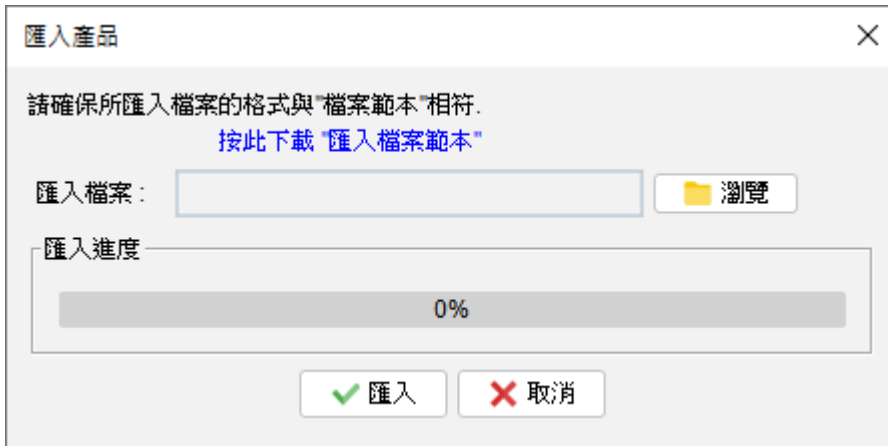 匯入產品
請確保所匯入檔案的格式與"檔案範本"相符.
按此下載 "匯入檔案範本"
匯入檔案 : 瀏覽
匯入進度
0%
匯入 取消